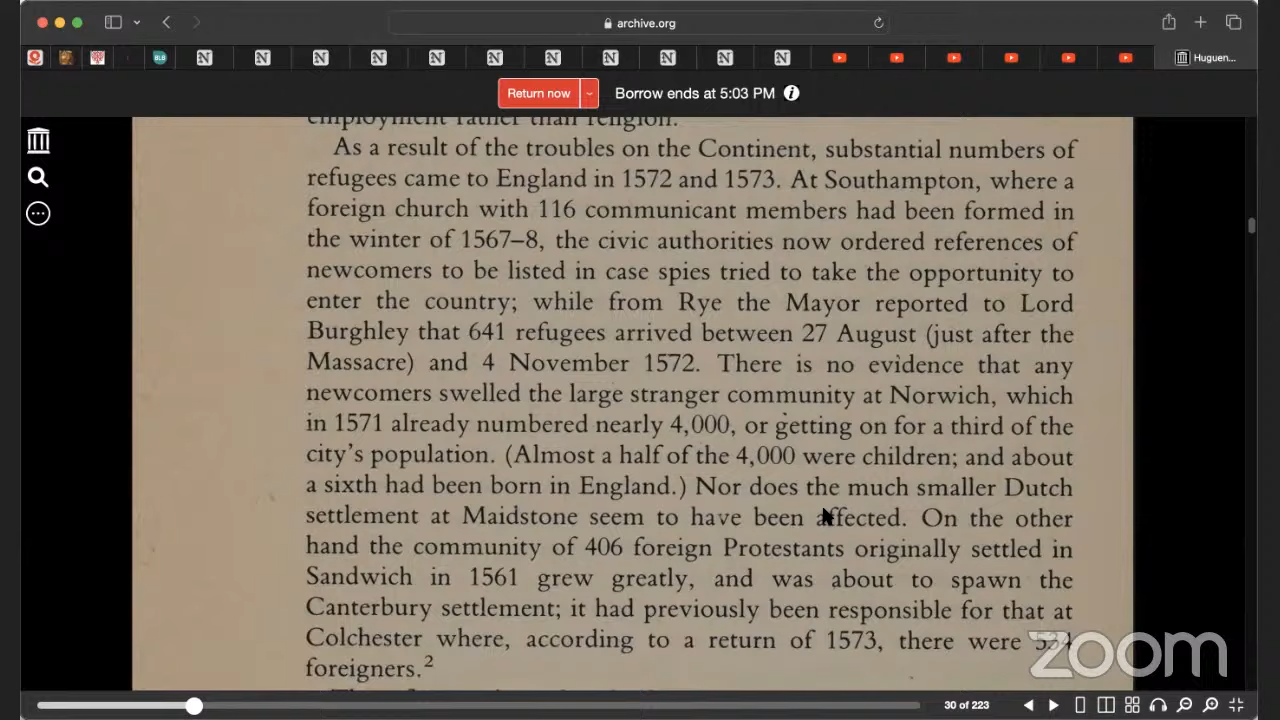 archive.org
Huguen...
Return now
Borrow ends at 5:03 PM
employment rather than religion.
As a result of the troubles on the Continent, substantial numbers of
refugees came to England in 1572 and 1573. At Southampton, where a
foreign church with 116 communicant members had been formed in
the winter of 1567–8, the civic authorities now ordered references of
newcomers to be listed in case spies tried to take the opportunity to
enter the country; while from Rye the Mayor reported to Lord
Burghley that 641 refugees arrived between 27 August (just after the
Massacre) and 4 November 1572. There is no evidence that any
newcomers swelled the large stranger community at Norwich, which
in 1571 already numbered nearly 4,000, or getting on for a third of the
city's population. (Almost a half of the 4,000 were children; and about
a sixth had been born in England.) Nor does the much smaller Dutch
settlement at Maidstone seem to have been affected. On the other
hand the community of 406 foreign Protestants originally settled in
Sandwich in 1561 grew greatly, and was about to spawn the
Canterbury settlement; it had previously been responsible for that at
Colchester where, according to a return of 1573, there were 534
foreigners.2
zoom
30 of 223